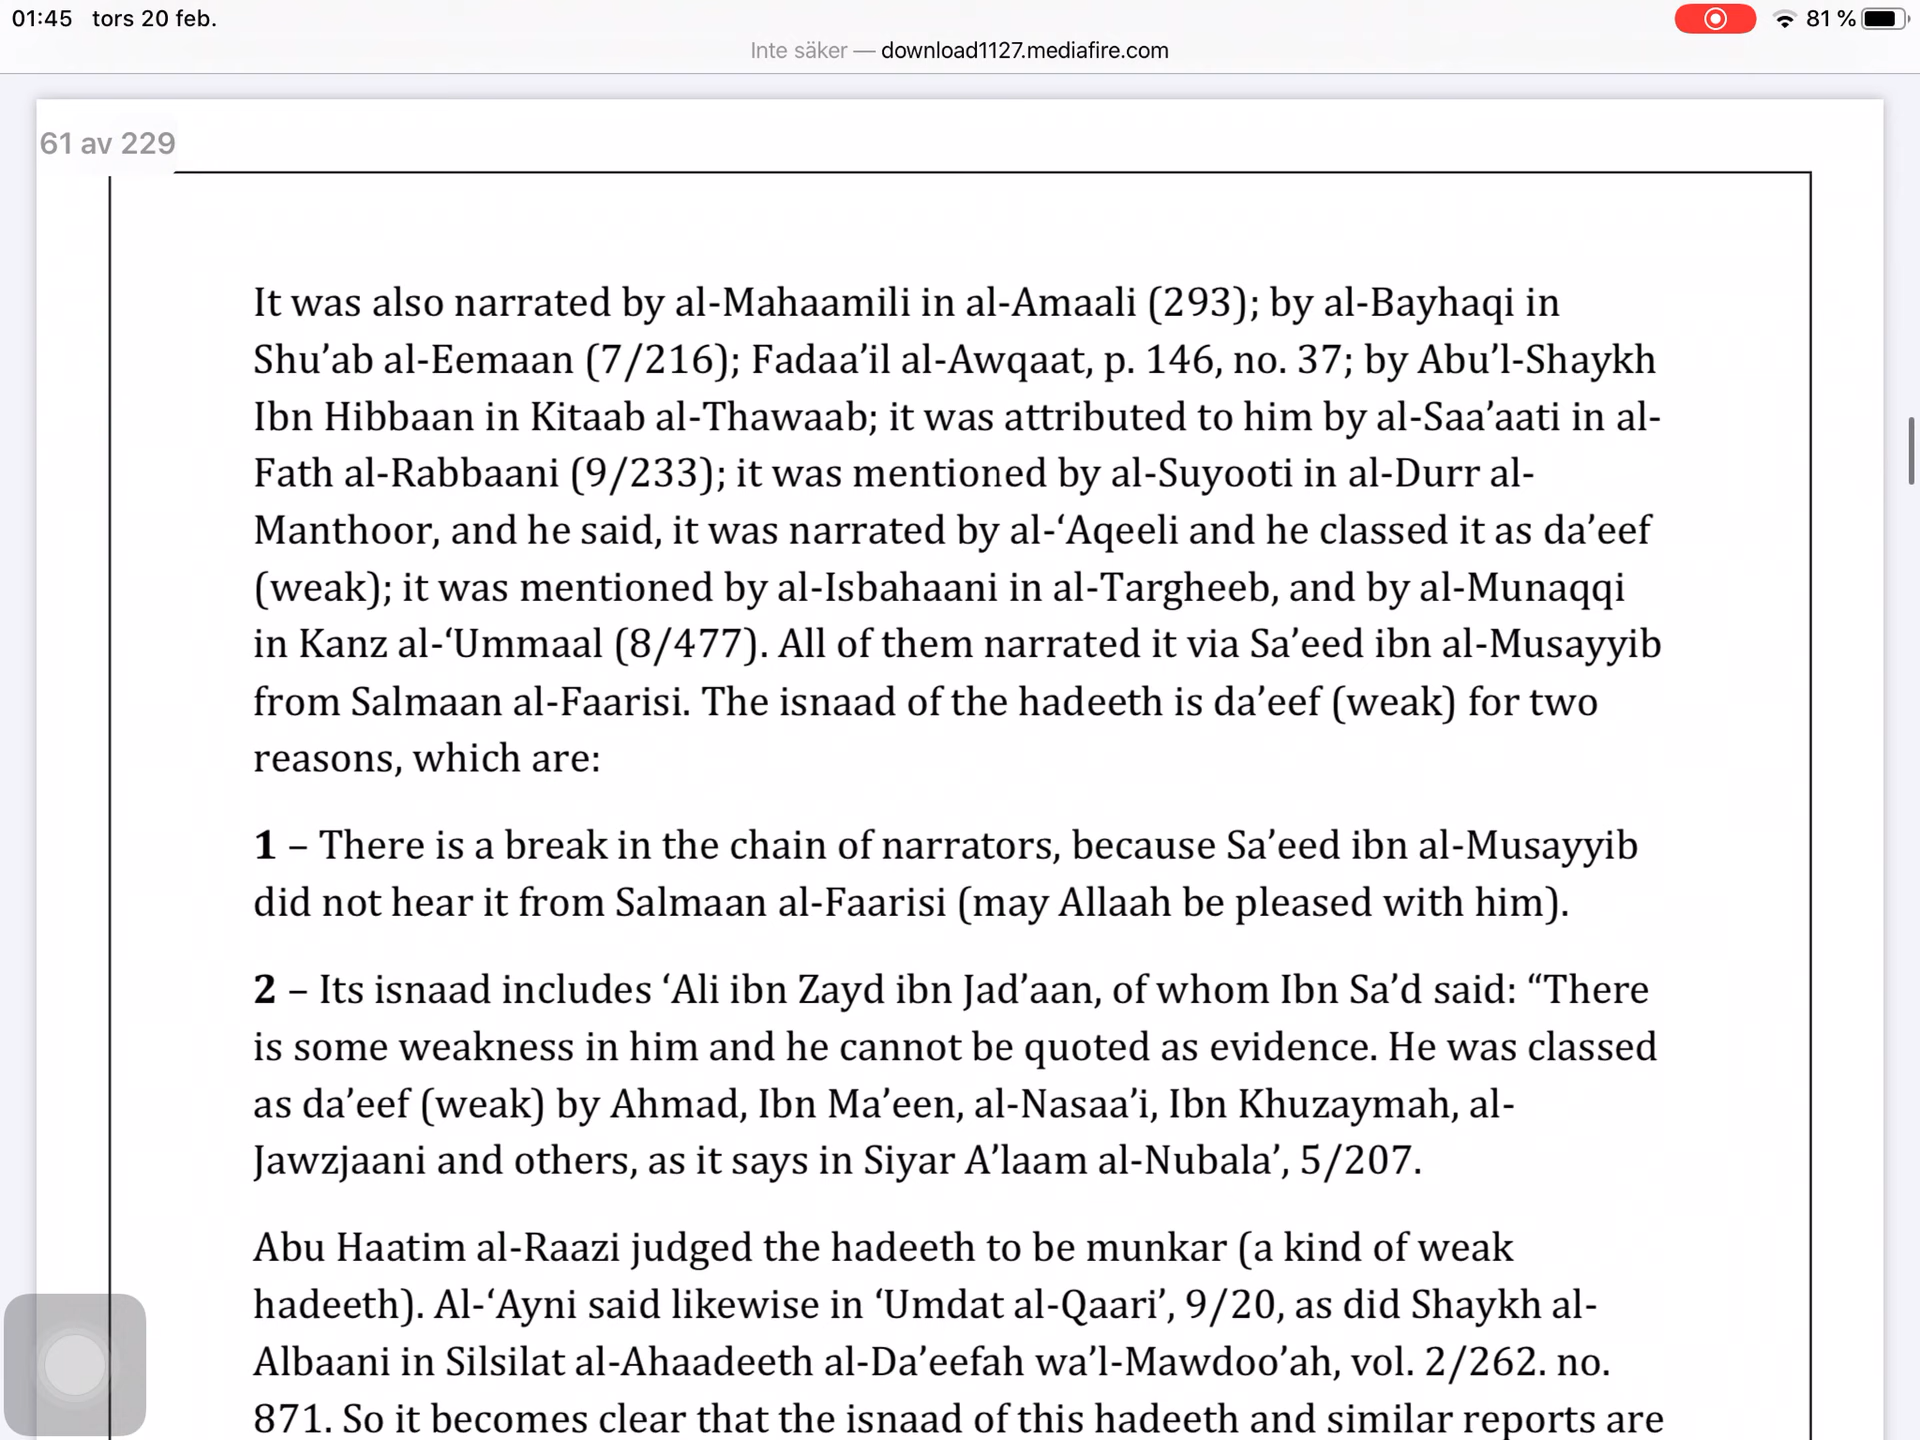 01:45 tors 20 feb.
81 %
Inte säker — download1127.mediafire.com
61 av 229
It was also narrated by al-Mahaamili in al-Amaali (293); by al-Bayhaqi in
Shu’ab al-Eemaan (7/216); Fadaa’il al-Awqaat, p. 146, no. 37; by Abu’l-Shaykh
Ibn Hibbaan in Kitaab al-Thawaab; it was attributed to him by al-Saa’aati in al-
Fath al-Rabbaani (9/233); it was mentioned by al-Suyooti in al-Durr al-
Manthoor, and he said, it was narrated by al-‘Aqeeli and he classed it as da’eef
(weak); it was mentioned by al-Isbahaani in al-Targheeb, and by al-Munaqqi
in Kanz al-‘Ummaal (8/477). All of them narrated it via Sa’eed ibn al-Musayyib
from Salmaan al-Faarisi. The isnaad of the hadeeth is da’eef (weak) for two
reasons, which are:
1 – There is a break in the chain of narrators, because Sa’eed ibn al-Musayyib
did not hear it from Salmaan al-Faarisi (may Allaah be pleased with him).
2 – Its isnaad includes ‘Ali ibn Zayd ibn Jad’aan, of whom Ibn Sa’d said: “There
is some weakness in him and he cannot be quoted as evidence. He was classed
as da’eef (weak) by Ahmad, Ibn Ma’een, al-Nasaa’i, Ibn Khuzaymah, al-
Jawzjaani and others, as it says in Siyar A’laam al-Nubala’, 5/207.
Abu Haatim al-Raazi judged the hadeeth to be munkar (a kind of weak
hadeeth). Al-‘Ayni said likewise in ‘Umdat al-Qaari’, 9/20, as did Shaykh al-
Albaani in Silsilat al-Ahaadeeth al-Da’eefah wa’l-Mawdoo’ah, vol. 2/262. no.
871. So it becomes clear that the isnaad of this hadeeth and similar reports are